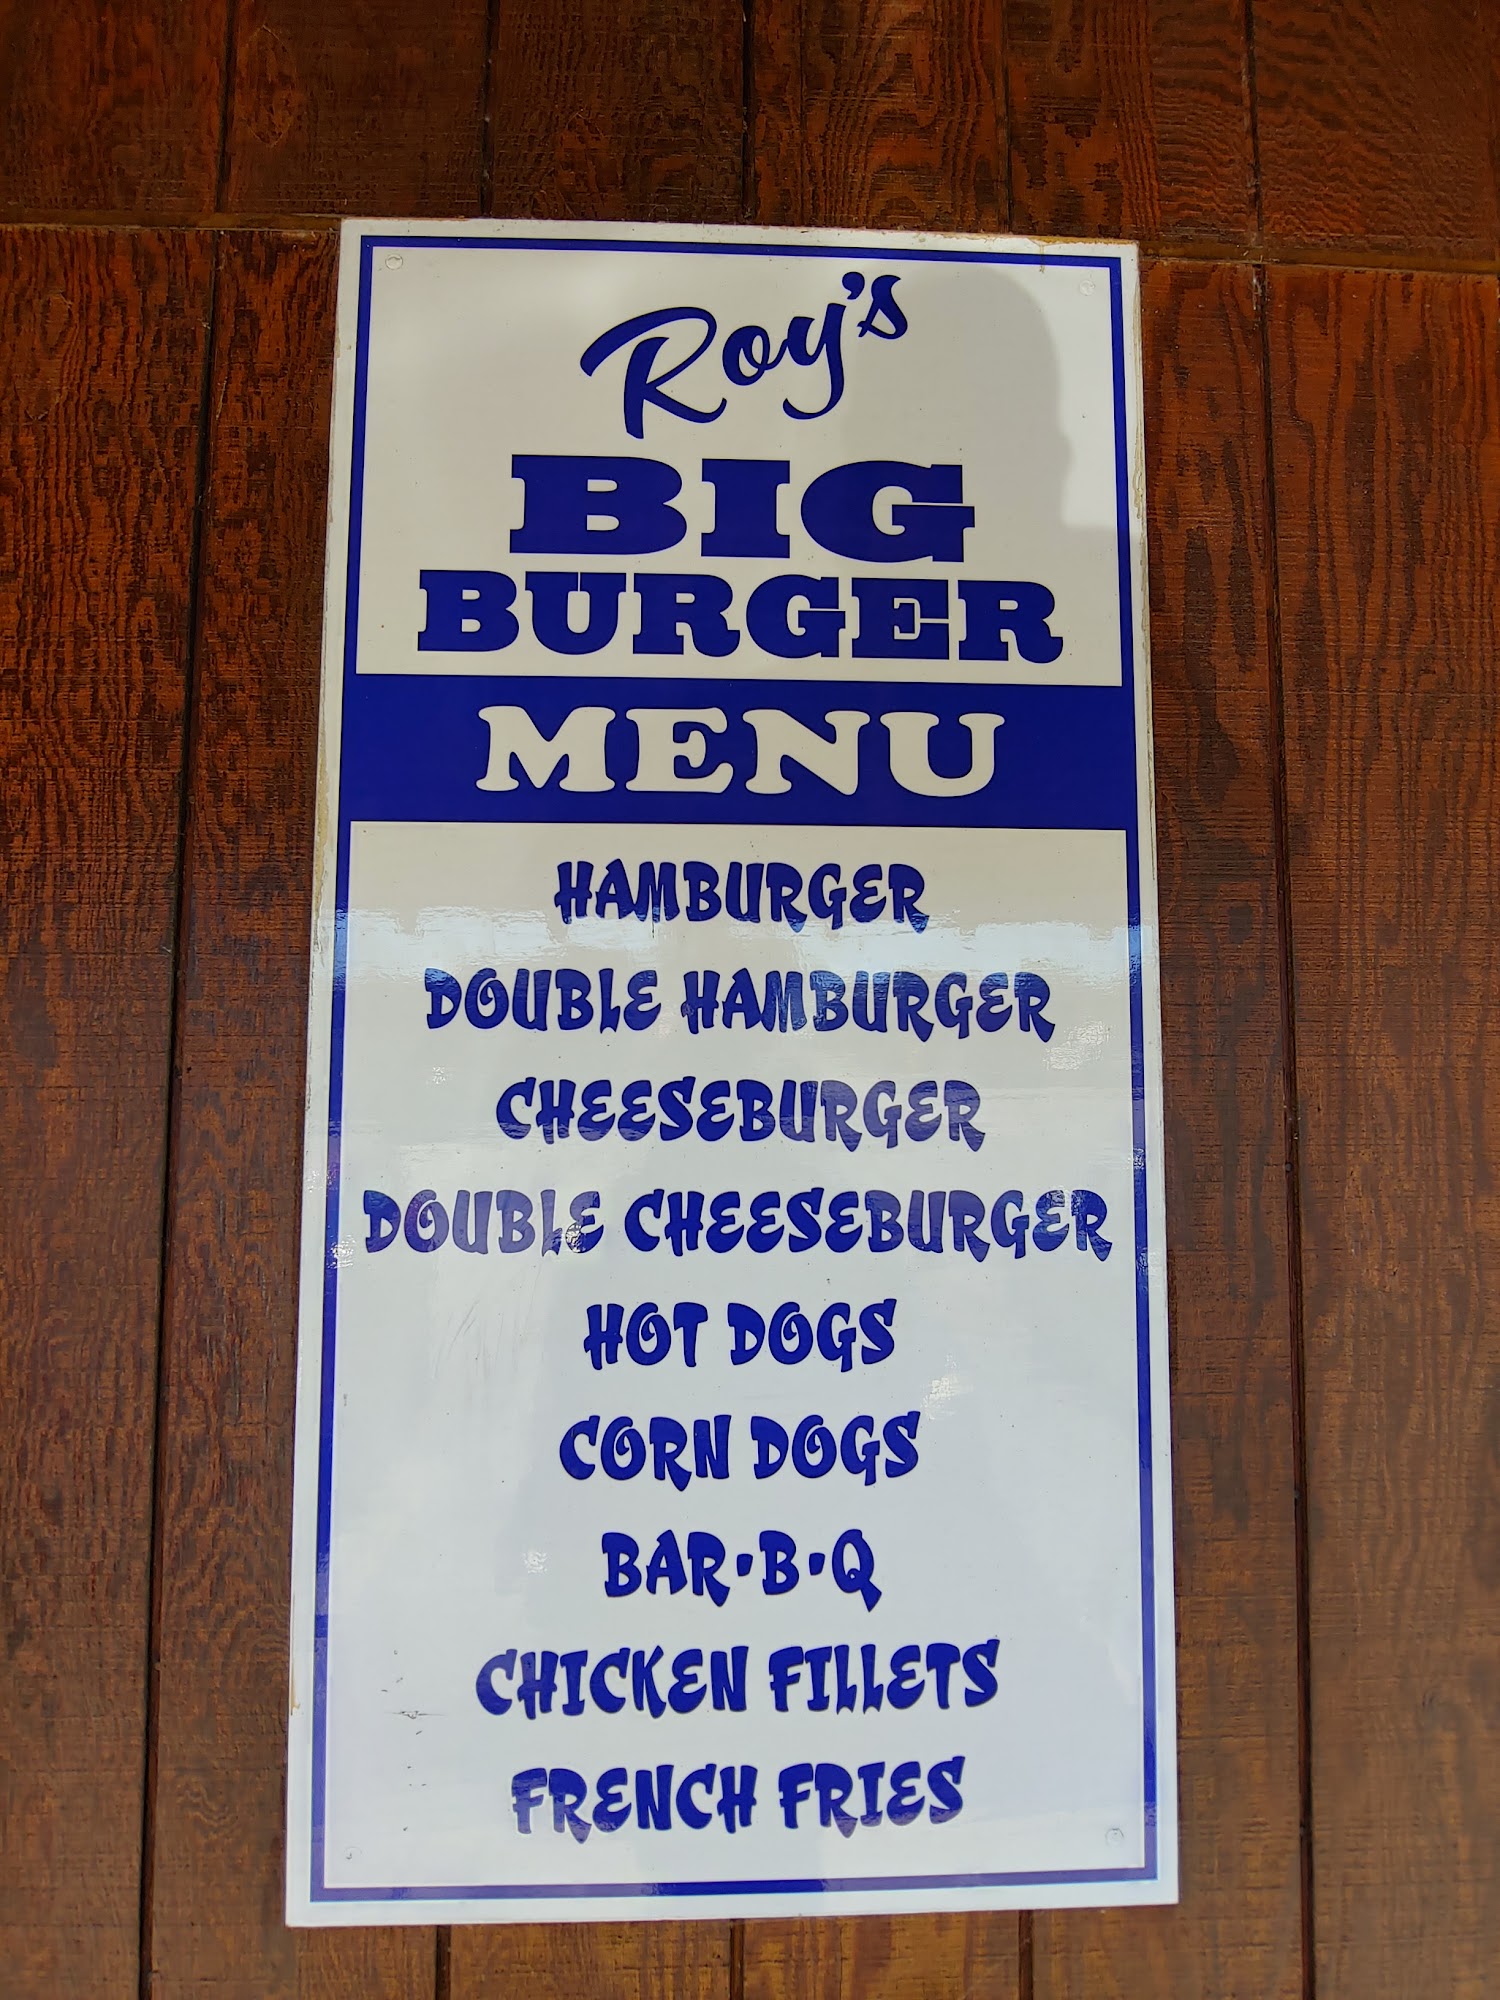 Roy's
BIG
BURGER
MENU
HAMBURGER
DOUBLE HAMBURGER
CHEESEBURGER
DOUBLE CHEESEBURGER
HOT DOGS
CORN DOGS
BAR·B·Q
CHICKEN FILLETS
FRENCH FRIES